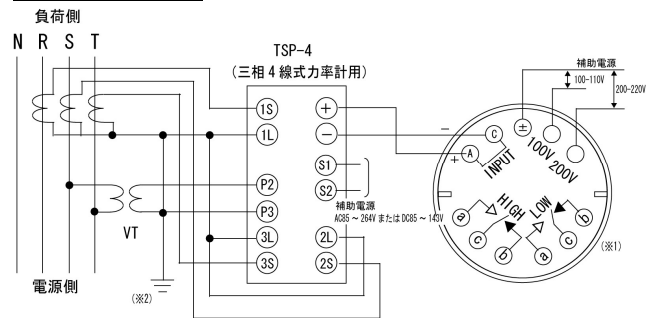 負荷側
N R S T
TSP-4
(三相4線式力率計用)
1S
1L
P2
P3
3L
3S
+
−
S1
S2
補助電源
AC85 ~ 264V または DC85 ~ 143V
2L
2S
VT
電源側
(※2)
補助電源
100-110V
200-220V
−
+
C
A
INPUT
±
100V
200V
HIGH
LOW
a
c
b
a
c
b
(※1)